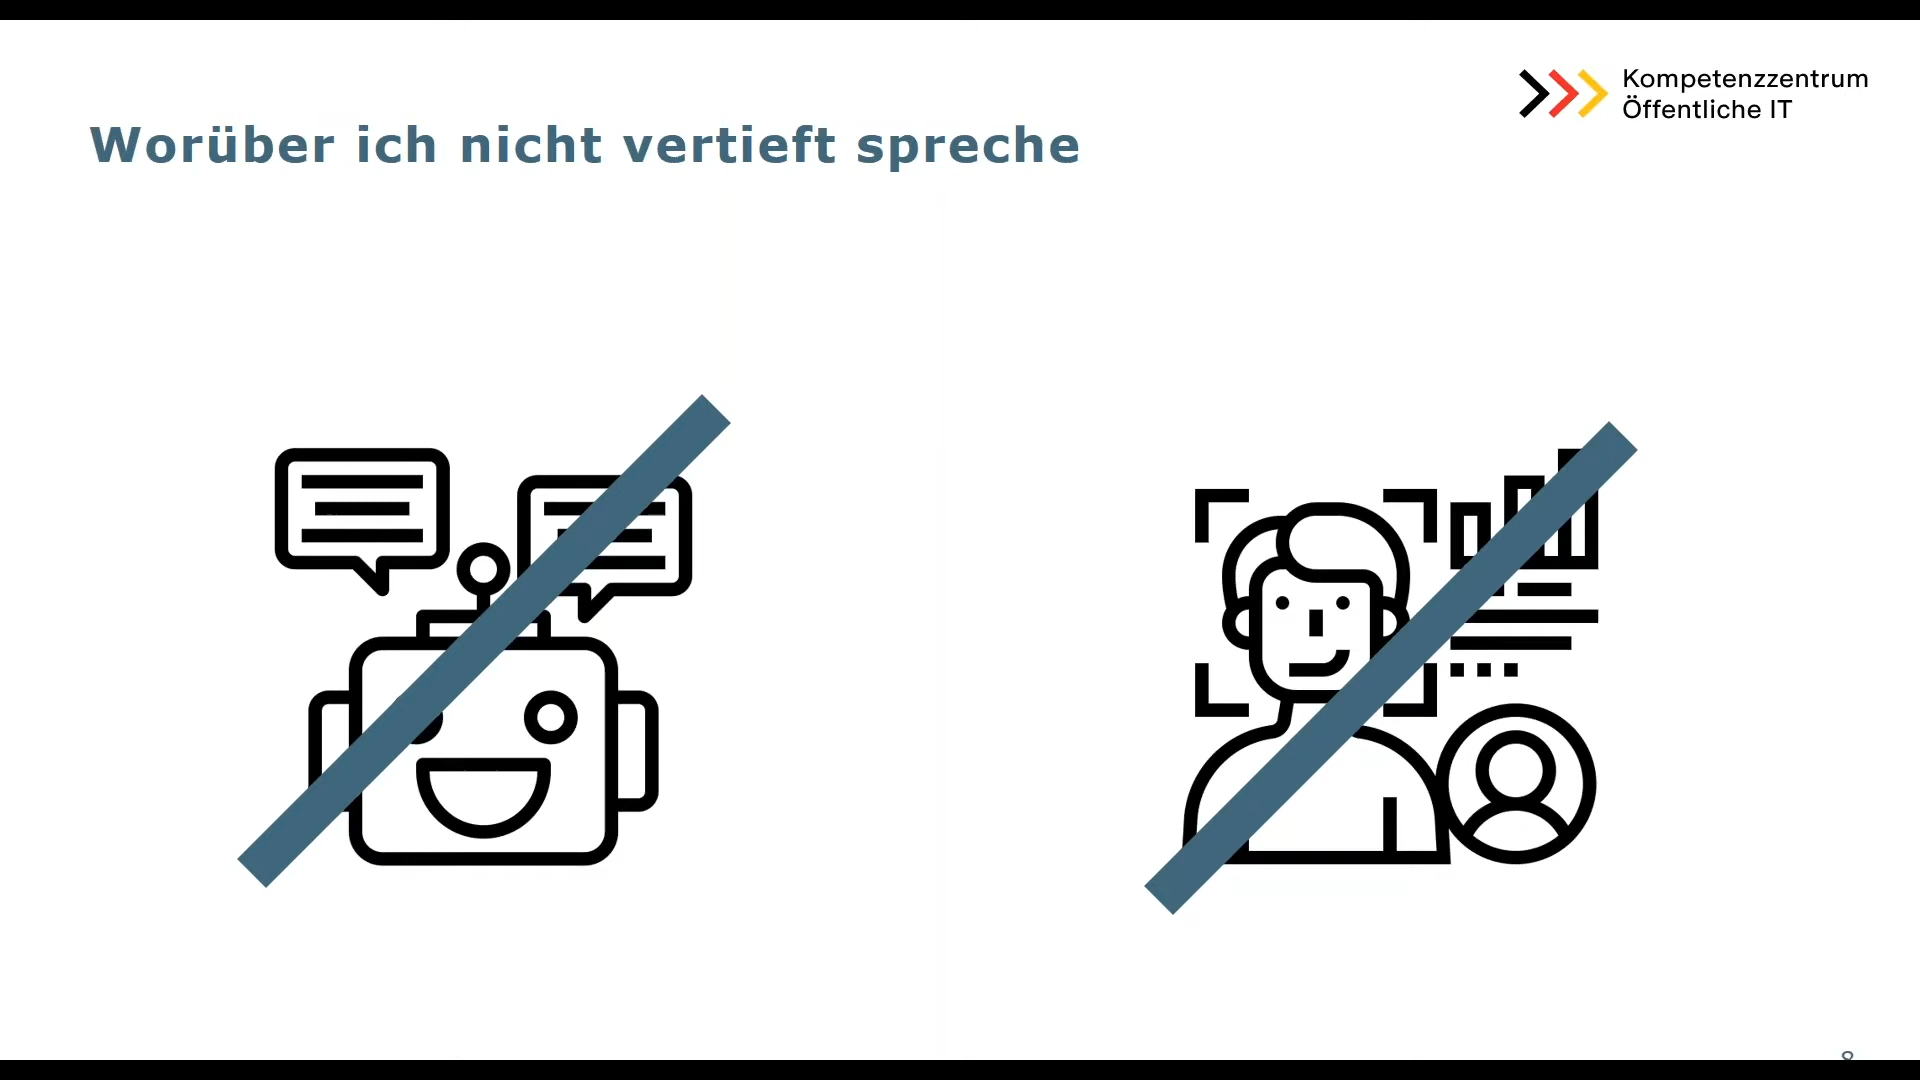 Kompetenzzentrum
Öffentliche IT
Worüber ich nicht vertieft spreche